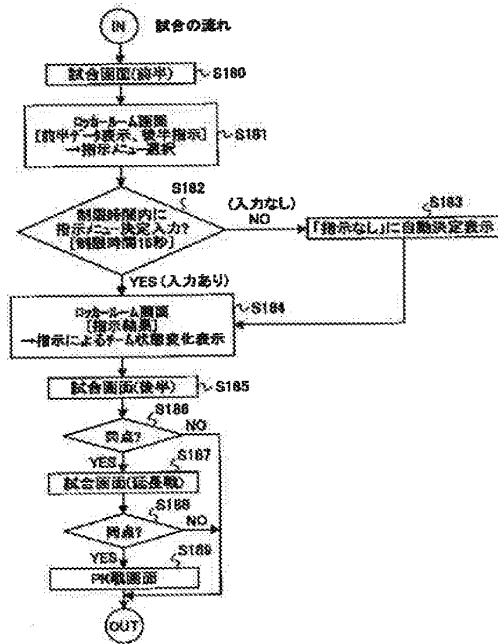 IN 試合の流れ
試合画面(前半) S180
ロッカールーム画面
[前半データ表示、後半指示]
→指示メニュー選択
S181
S182
制限時間内に
指示メニュー決定入力?
[制限時間15秒]
(入力なし)
NO
S183
「指示なし」に自動決定表示
YES (入力あり)
S184
ロッカールーム画面
[指示結果]
→指示によるチーム状態変化表示
試合画面(後半) S185
S186
同点?
NO
YES
S187
試合画面(延長戦)
S188
同点?
NO
YES
S189
PK戦画面
OUT